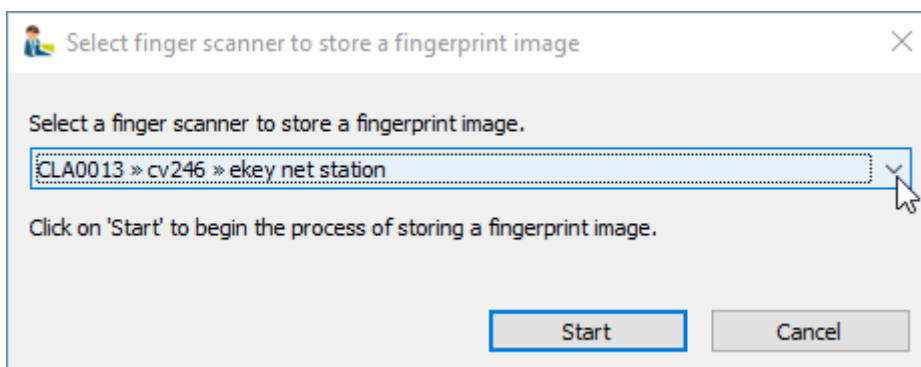 Select finger scanner to store a fingerprint image
Select a finger scanner to store a fingerprint image.
CLA0013 » cv246 » ekey net station
Click on 'Start' to begin the process of storing a fingerprint image.
Start
Cancel